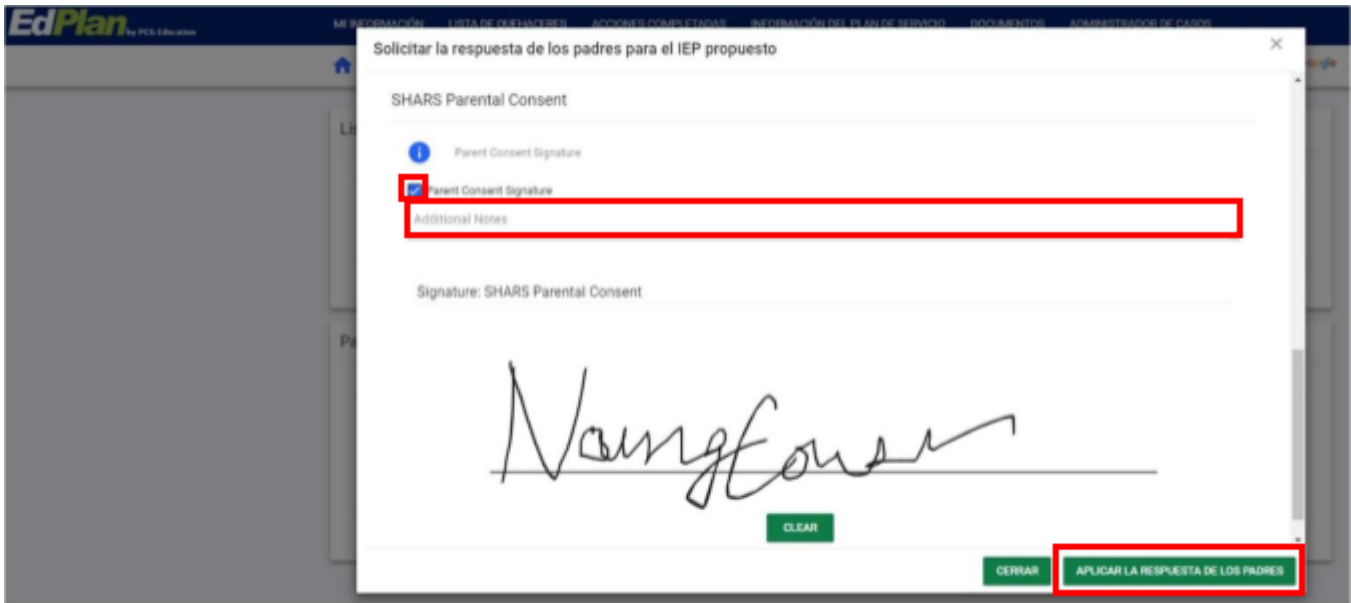 EdPlan by PCG Education
MI INFORMACIÓN LISTA DE QUEHACERES ACCIONES COMPLETADAS INFORMACIÓN DEL PLAN DE SERVICIO DOCUMENTOS ADMINISTRADOR DE CASOS
Solicitar la respuesta de los padres para el IEP propuesto
SHARS Parental Consent
Parent Consent Signature
Parent Consent Signature
Additional Notes
Signature: SHARS Parental Consent
CLEAR
CERRAR APLICAR LA RESPUESTA DE LOS PADRES